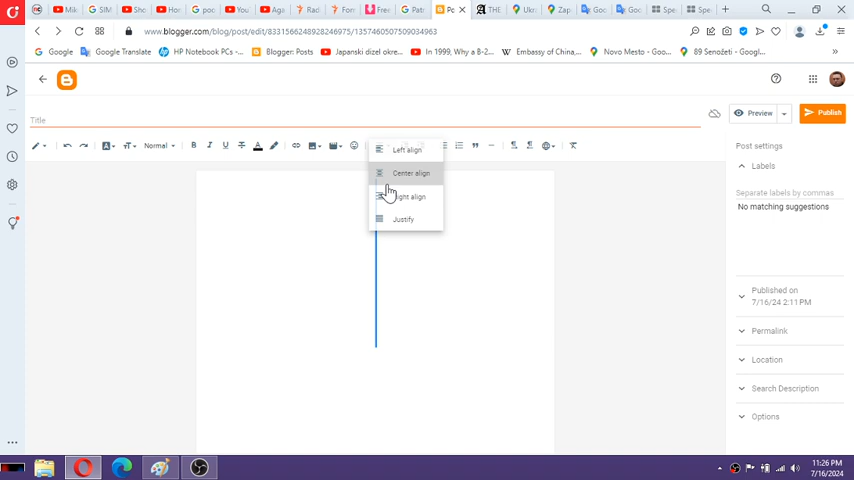 Mik
SIM
Sho
Hor
poc
You
Aga
Rad
For
Free
Patr
Po
THE
Ukr
Zap
Goo
Goo
Spe
Spe
www.blogger.com/blog/post/edit/8331566248928246975/1357460507509034963
Google
Google Translate
HP Notebook PCs -...
Blogger: Posts
Japanski dizel okre...
In 1999, Why a B-2...
Embassy of China,...
Novo Mesto - Goo...
89 Senožeti - Googl...
Title
Preview
Publish
Normal
Left align
Center align
ight align
Justify
Post settings
Labels
Separate labels by commas
No matching suggestions
Published on
7/16/24 2:11 PM
Permalink
Location
Search Description
Options
11:26 PM
7/16/2024